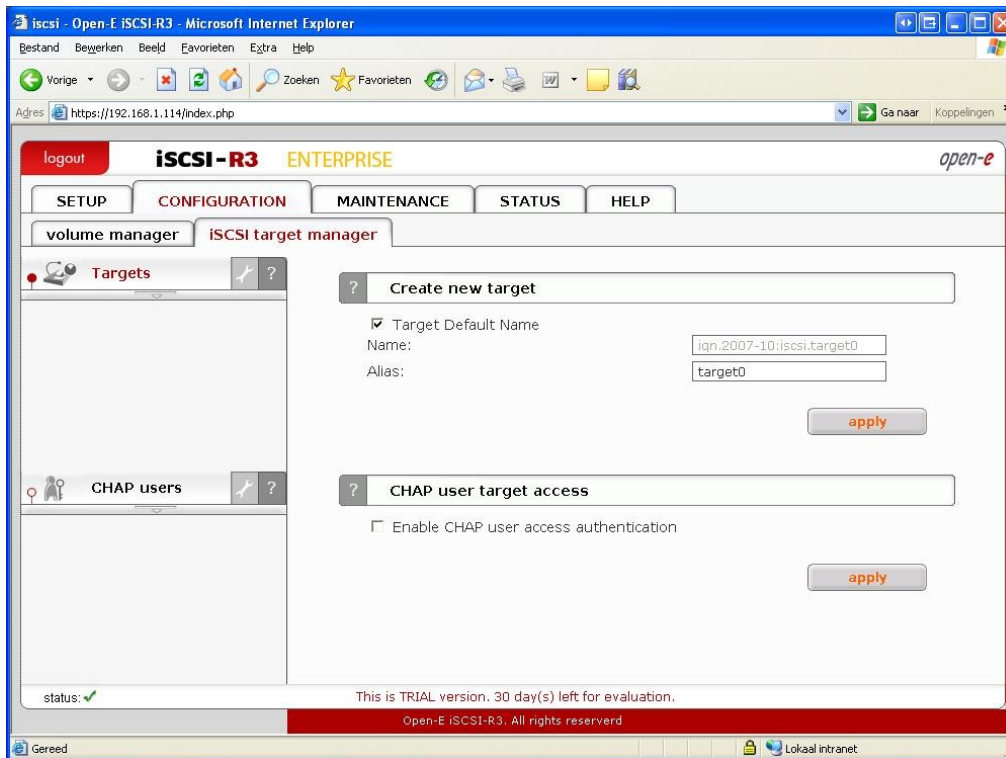 iscsi - Open-E iSCSI-R3 - Microsoft Internet Explorer
Bestand Bewerken Beeld Favorieten Extra Help
Vorige Zoeken Favorieten
Adres https://192.168.1.114/index.php Ga naar Koppelingen
logout iSCSI-R3 ENTERPRISE open-e
SETUP CONFIGURATION MAINTENANCE STATUS HELP
volume manager iSCSI target manager
Targets ?
? Create new target
Target Default Name
Name: iqn.2007-10:iscsi.target0
Alias: target0
apply
CHAP users ?
? CHAP user target access
Enable CHAP user access authentication
apply
status: This is TRIAL version. 30 day(s) left for evaluation.
Open-E iSCSI-R3. All rights reserverd
Gereed Lokaal intranet